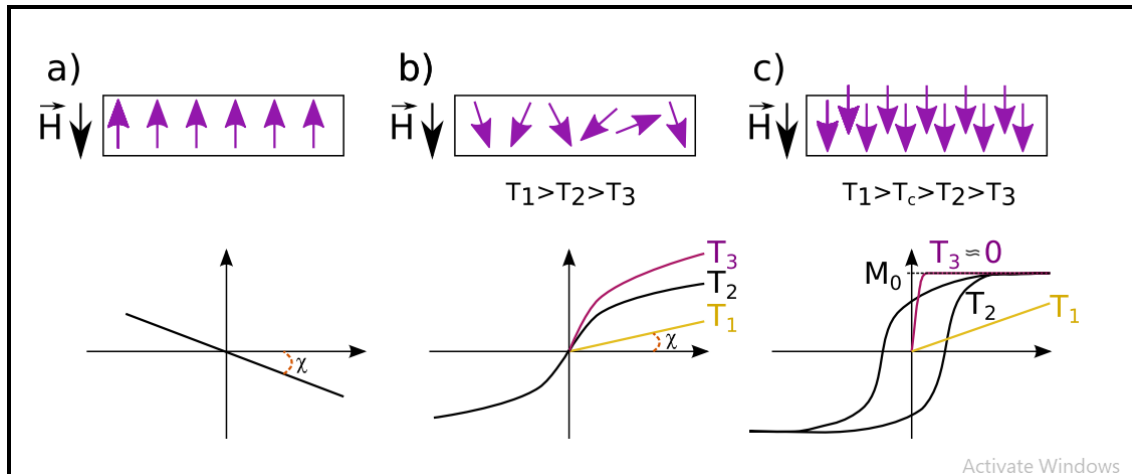 a)
H
b)
H
T1>T2>T3
c)
H
T1>Tc>T2>T3
χ
T3
T2
T1
χ
M0
T3≈0
T2
T1
Activate Windows